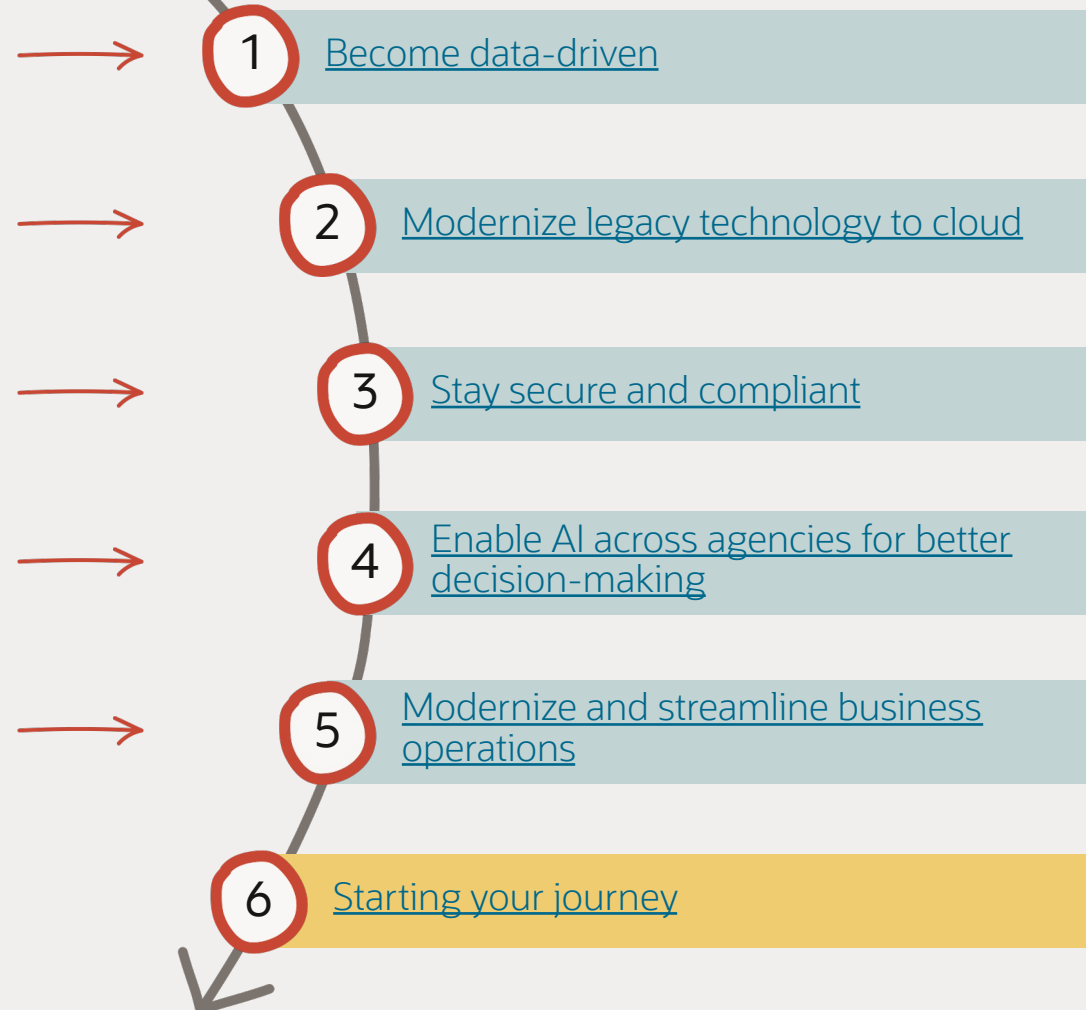 1 Become data-driven
2 Modernize legacy technology to cloud
3 Stay secure and compliant
4 Enable AI across agencies for better
decision-making
5 Modernize and streamline business
operations
6 Starting your journey